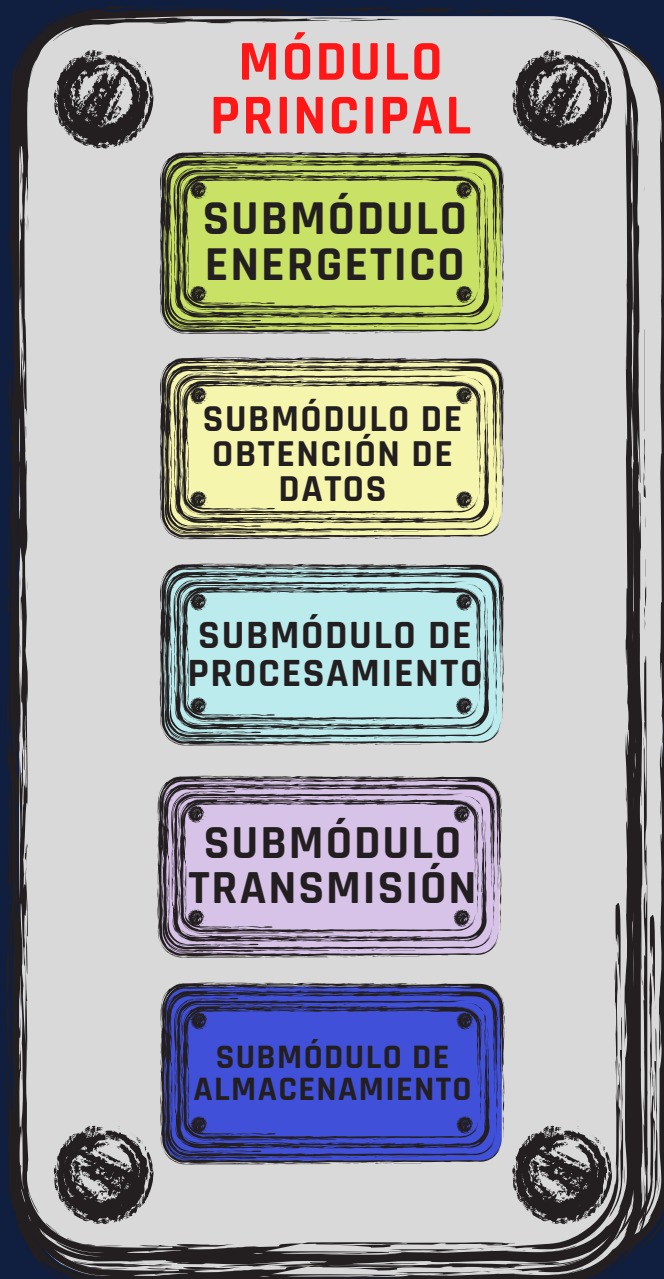 MÓDULO
PRINCIPAL
SUBMÓDULO
ENERGETICO
SUBMÓDULO DE
OBTENCIÓN DE
DATOS
SUBMÓDULO DE
PROCESAMIENTO
SUBMÓDULO
TRANSMISIÓN
SUBMÓDULO DE
ALMACENAMIENTO